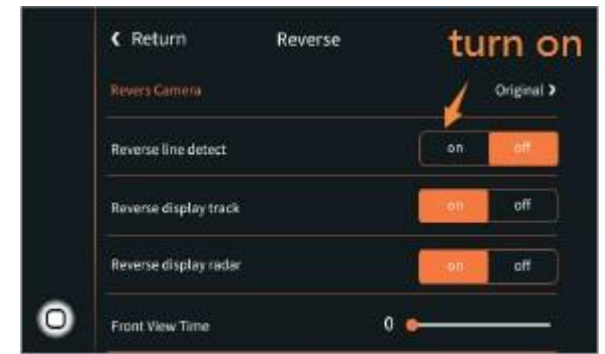 Return Reverse turn on
Revers Camera Original
Reverse line detect on off
Reverse display track on off
Reverse display radar on off
Front View Time 0